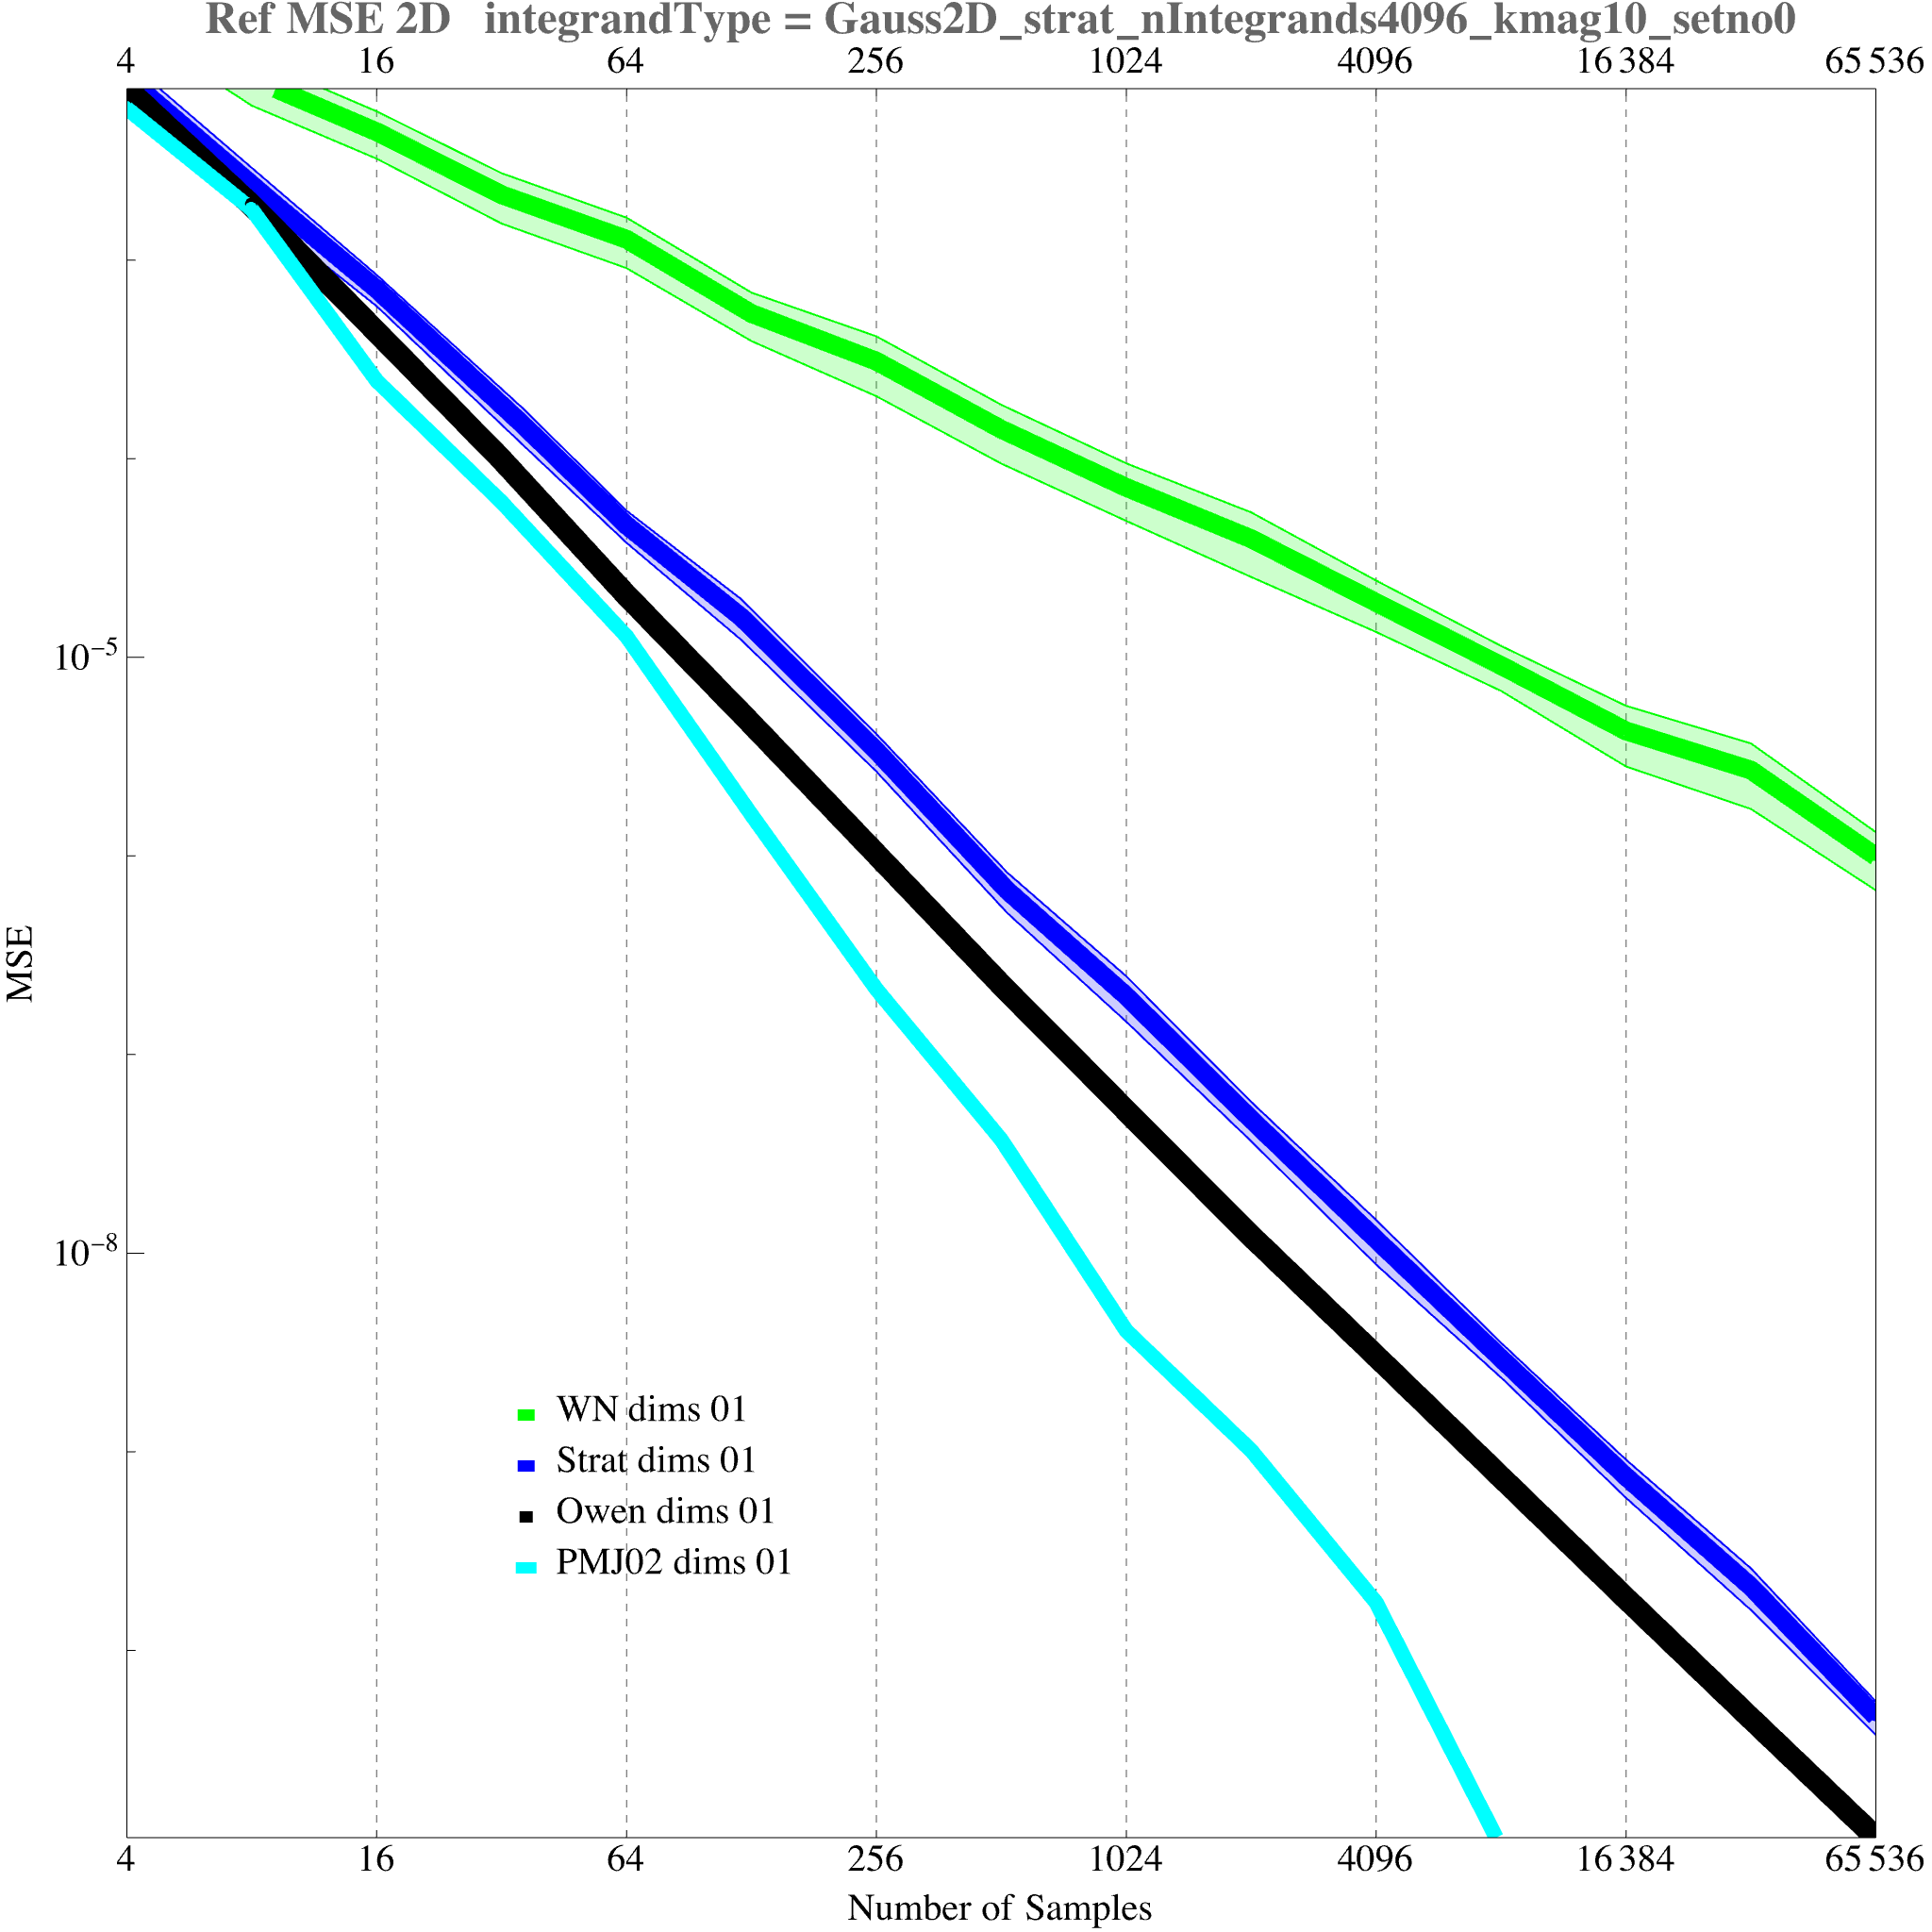 Ref MSE 2D integrandType = Gauss2D_strat_nIntegrands4096_kmag10_setno0
4 16 64 256 1024 4096 16 384 65 536
10−5
MSE
10−8
WN dims 01
Strat dims 01
Owen dims 01
PMJ02 dims 01
4 16 64 256 1024 4096 16 384 65 536
Number of Samples